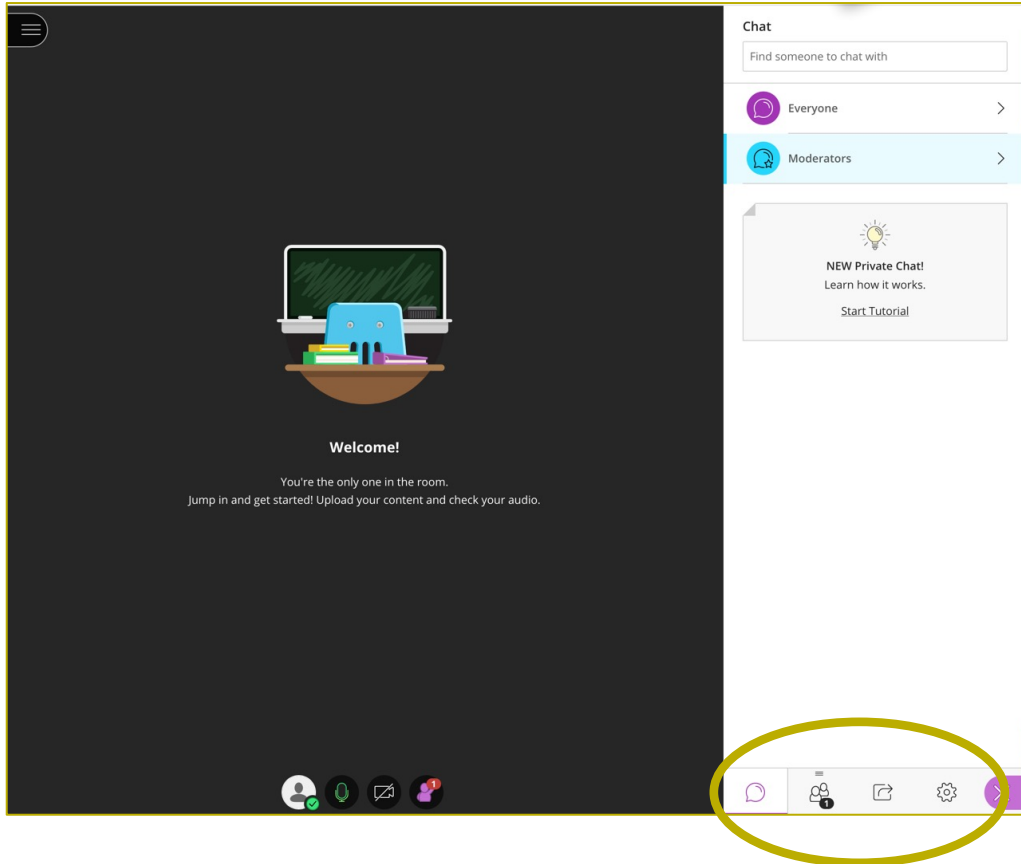 Chat
Find someone to chat with
Everyone
Moderators
NEW Private Chat!
Learn how it works.
Start Tutorial
Welcome!
You're the only one in the room.
Jump in and get started! Upload your content and check your audio.
1
1